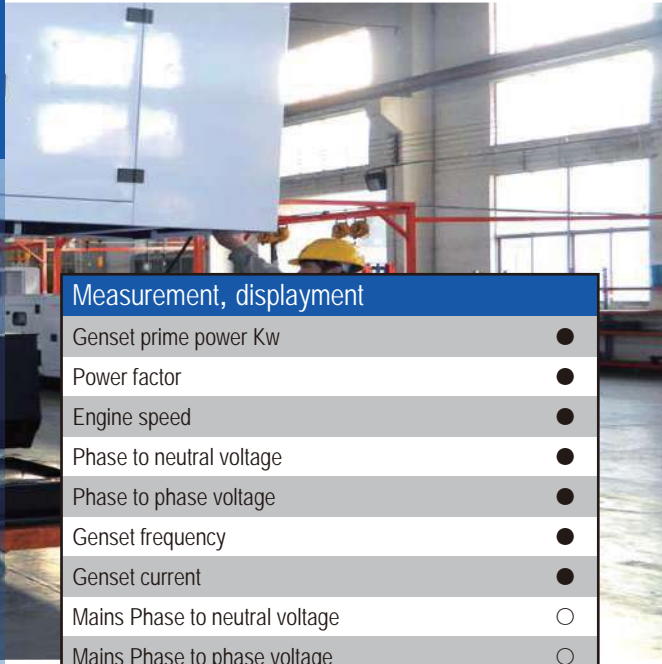 Measurement, displayment
Genset prime power Kw ●
Power factor ●
Engine speed ●
Phase to neutral voltage ●
Phase to phase voltage ●
Genset frequency ●
Genset current ●
Mains Phase to neutral voltage ○
Mains Phase to phase voltage ○